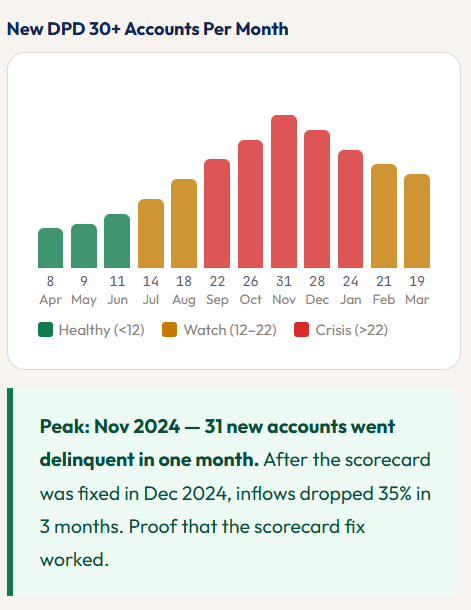 New DPD 30+ Accounts Per Month
8 9 11 14 18 22 26 31 28 24 21 19
Apr May Jun Jul Aug Sep Oct Nov Dec Jan Feb Mar
Healthy (<12) Watch (12–22) Crisis (>22)
Peak: Nov 2024 — 31 new accounts went
delinquent in one month. After the scorecard
was fixed in Dec 2024, inflows dropped 35% in
3 months. Proof that the scorecard fix
worked.